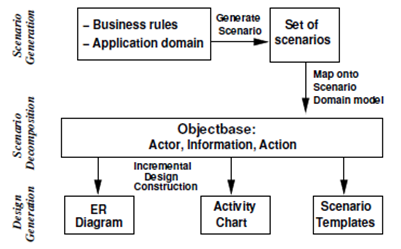 Scenario
Generation
– Business rules
– Application domain
Generate
Scenario
Set of
scenarios
Map onto
Scenario
Domain model
Scenario
Decomposition
Objectbase:
Actor, Information, Action
Incremental
Design
Construction
Design
Generation
ER
Diagram
Activity
Chart
Scenario
Templates